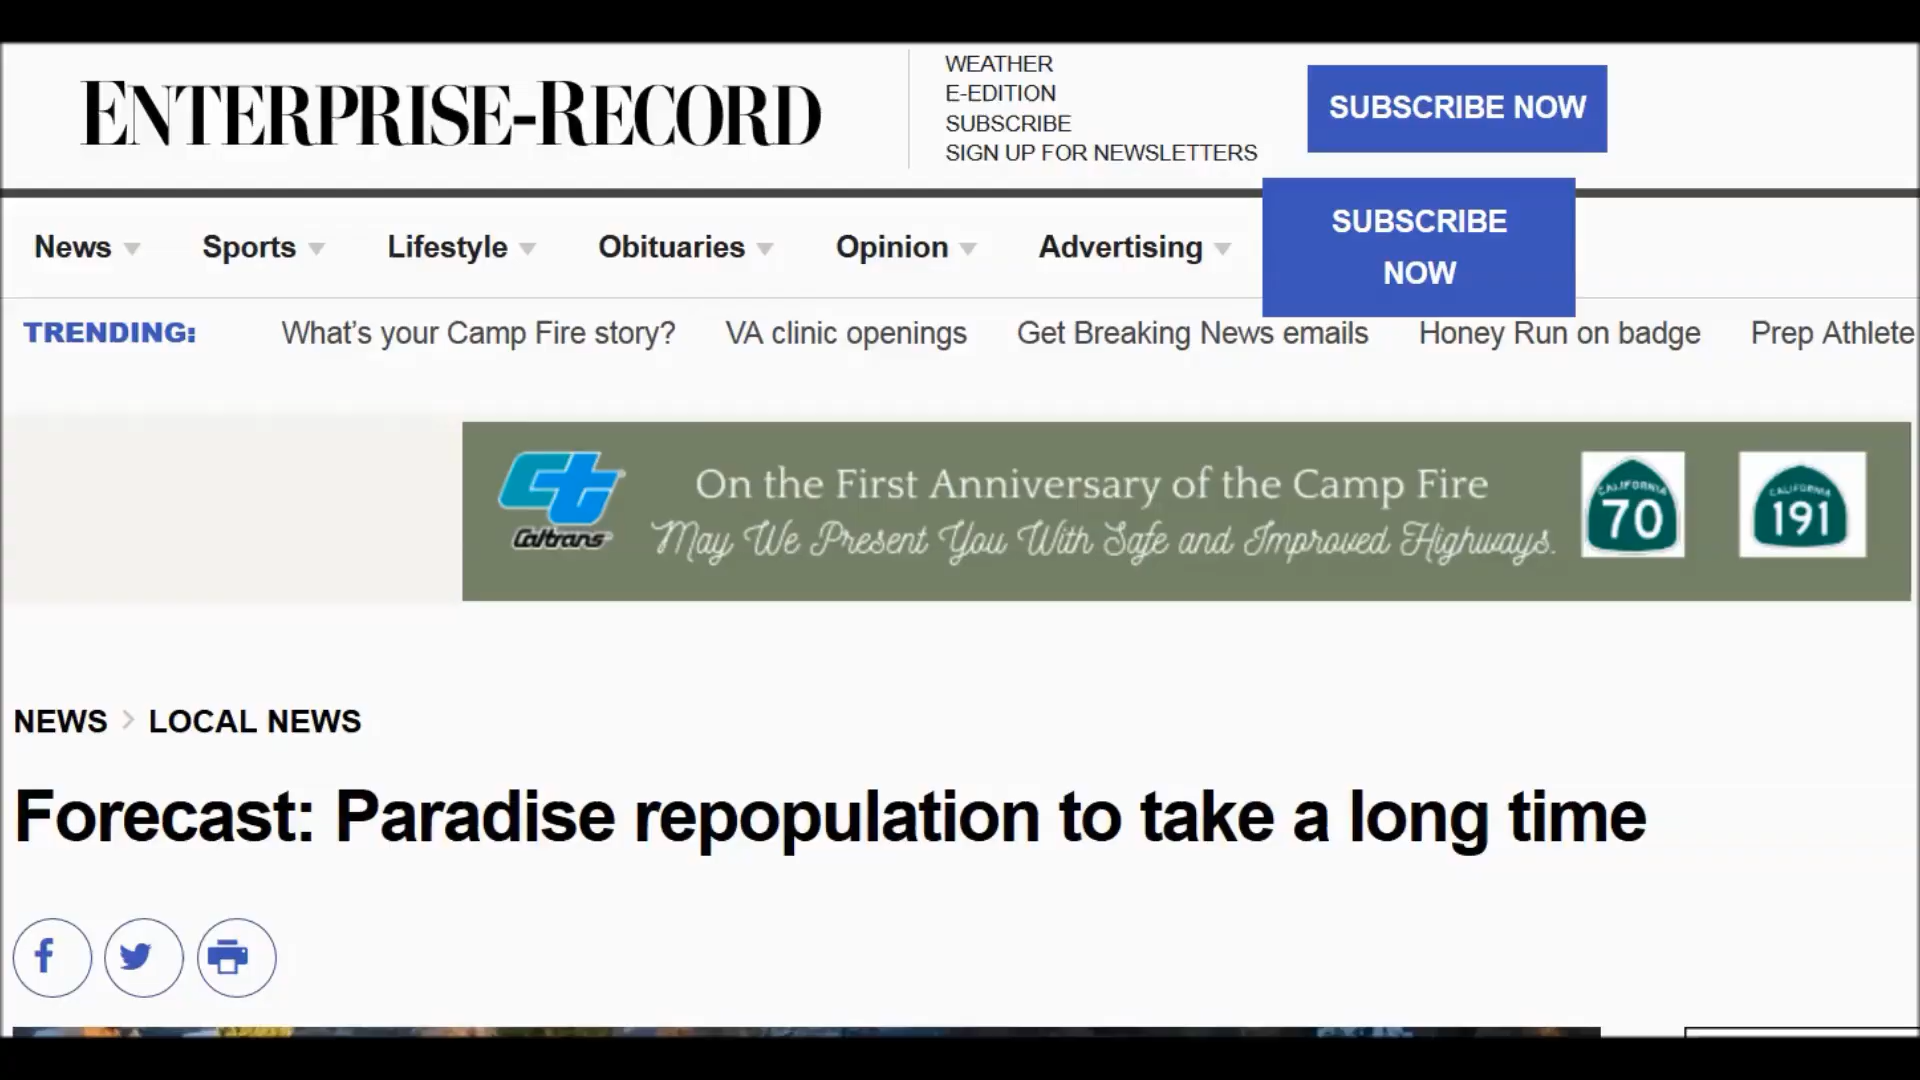 ENTERPRISE-RECORD
WEATHER
E-EDITION
SUBSCRIBE
SIGN UP FOR NEWSLETTERS
SUBSCRIBE NOW
News
Sports
Lifestyle
Obituaries
Opinion
Advertising
SUBSCRIBE
NOW
TRENDING:
What's your Camp Fire story?
VA clinic openings
Get Breaking News emails
Honey Run on badge
Prep Athlete
Caltrans
On the First Anniversary of the Camp Fire
May We Present You With Safe and Improved Highways.
CALIFORNIA
70
CALIFORNIA
191
NEWS > LOCAL NEWS
Forecast: Paradise repopulation to take a long time